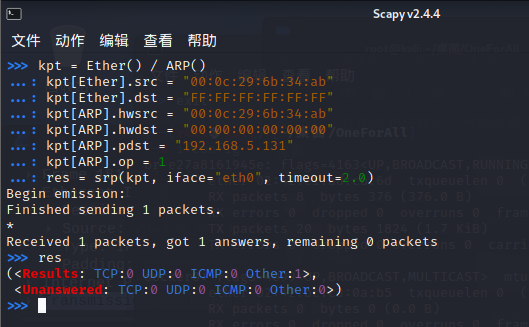 Scapy v2.4.4
文件 动作 编辑 查看 帮助
>>> kpt = Ether() / ARP()
...: kpt[Ether].src = "00:0c:29:6b:34:ab"
...: kpt[Ether].dst = "FF:FF:FF:FF:FF:FF"
...: kpt[ARP].hwsrc = "00:0c:29:6b:34:ab"
...: kpt[ARP].hwdst = "00:00:00:00:00:00"
...: kpt[ARP].pdst = "192.168.5.131"
...: kpt[ARP].op = 1
...: res = srp(kpt, iface="eth0", timeout=2.0)
Begin emission:
Finished sending 1 packets.
*
Received 1 packets, got 1 answers, remaining 0 packets
>>> res
(<Results: TCP:0 UDP:0 ICMP:0 Other:1>,
<Unanswered: TCP:0 UDP:0 ICMP:0 Other:0>)
>>>